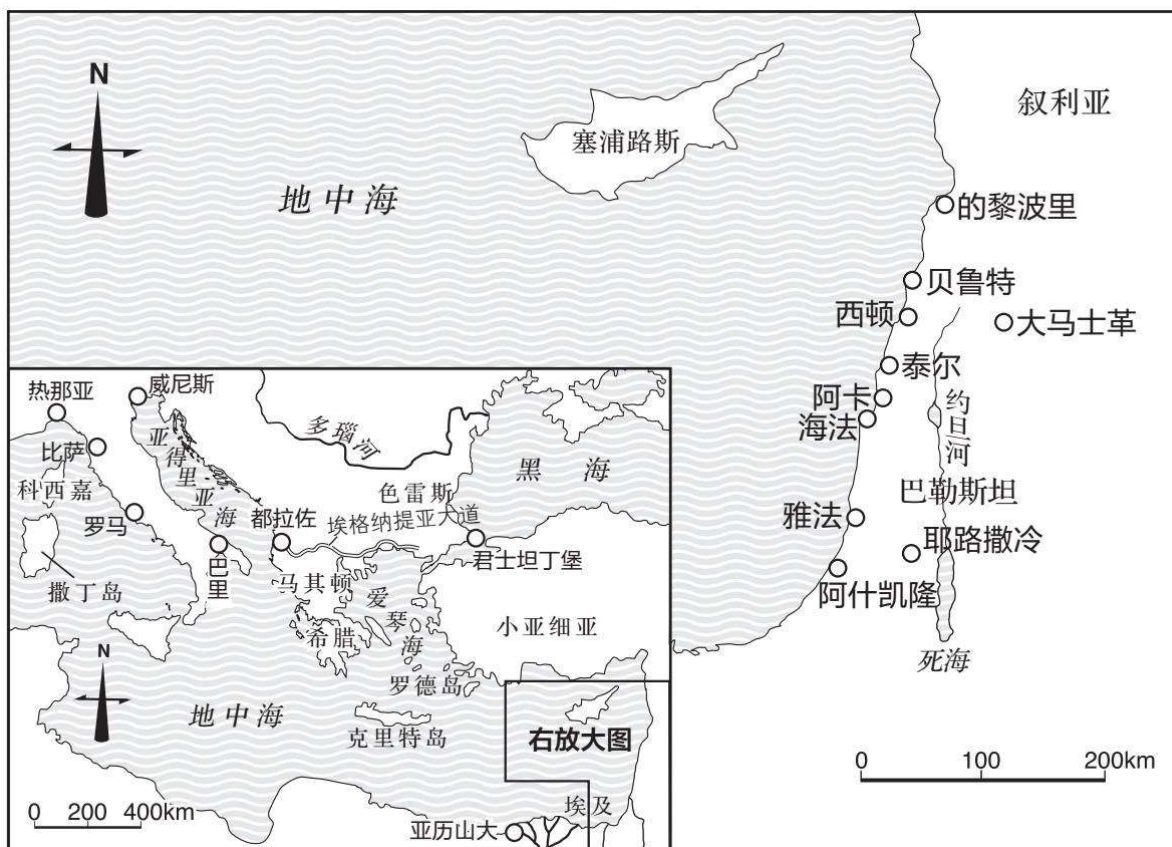 N
叙利亚
塞浦路斯
地中海
的黎波里
贝鲁特
西顿
大马士革
泰尔
阿卡
海法
约旦河
巴勒斯坦
雅法
耶路撒冷
阿什凯隆
死海
0 100 200km
热那亚
威尼斯
比萨
亚得里亚海
多瑙河
黑海
科西嘉
色雷斯
罗马
都拉佐
埃格纳提亚大道
君士坦丁堡
撒丁岛
巴里
马其顿
爱琴海
希腊
小亚细亚
N
罗德岛
地中海
克里特岛
右放大图
埃及
0 200 400km
亚历山大